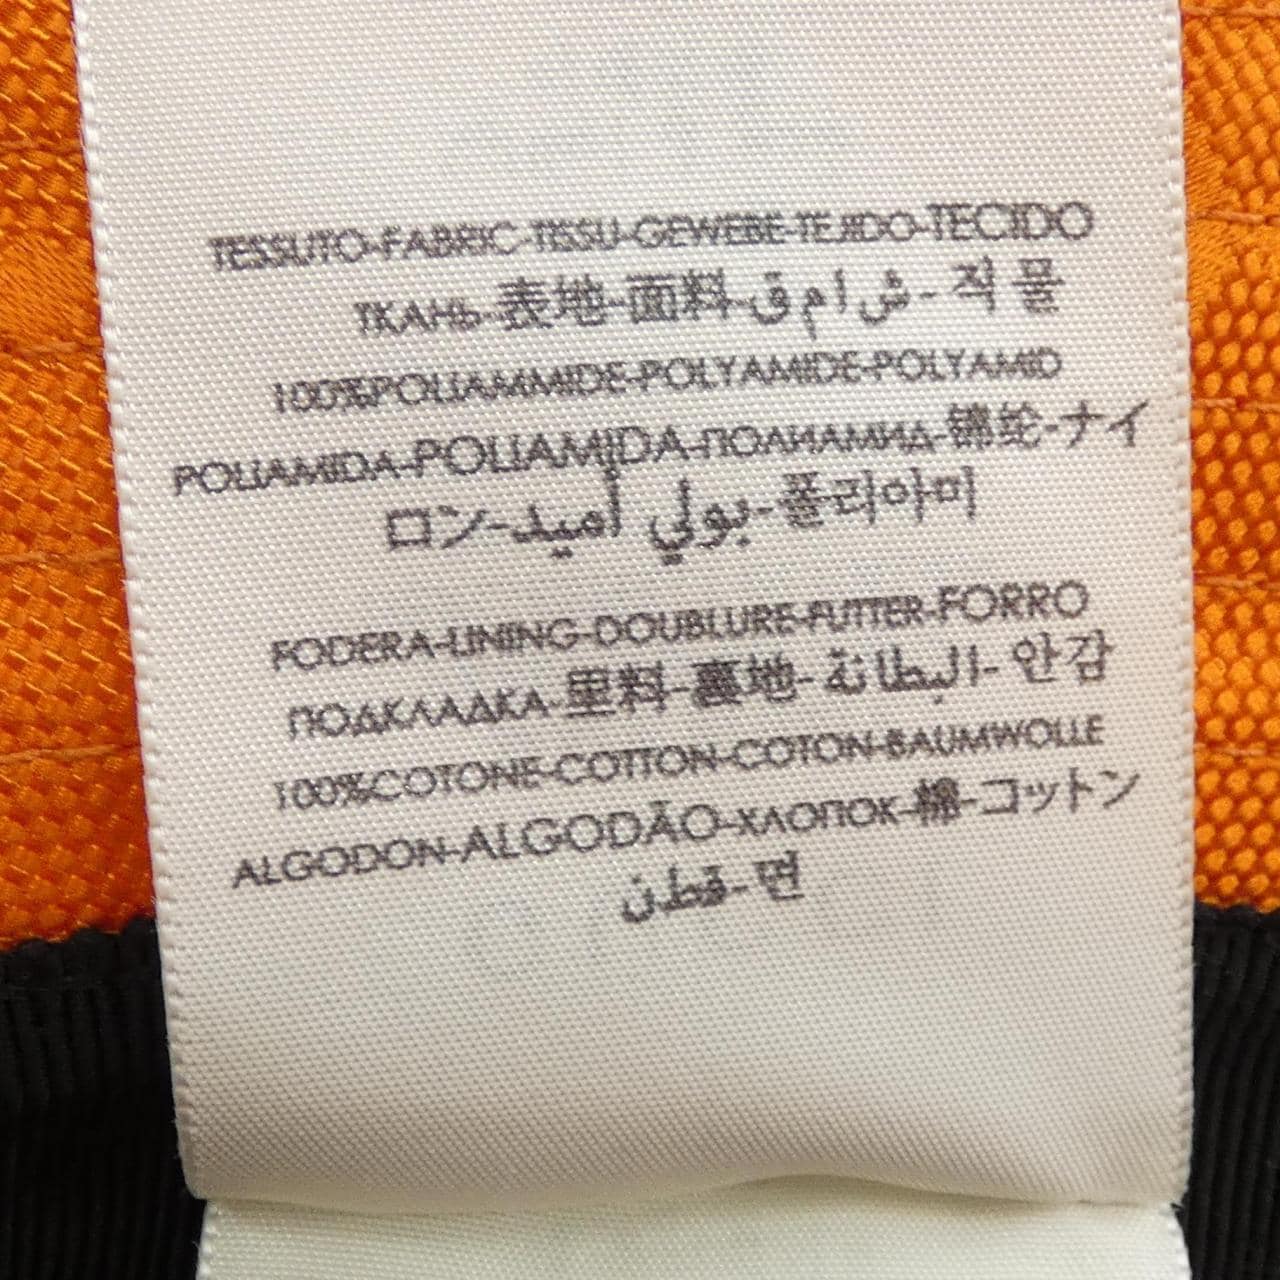 TESSUTO-FABRIC-TISSU-GEWEBE-TEJIDO-TECIDO
ТКАНЬ-表地-面料-ش ا م ق-직물
100%POLIAMMIDE-POLYAMIDE-POLYAMID
POLIAMIDA-POLIAMIDA-ПОЛИАМИД-锦纶-ナイ
ロン-بولي أميد-폴리아미
FODERA-LINING-DOUBLURE-FUTTER-FORRO
ПОДКЛАДКА-里料-裏地-البطانة-안감
100%COTONE-COTTON-COTON-BAUMWOLLE
ALGODON-ALGODÃO-ХЛОПОК-棉-コットン
قطن-면